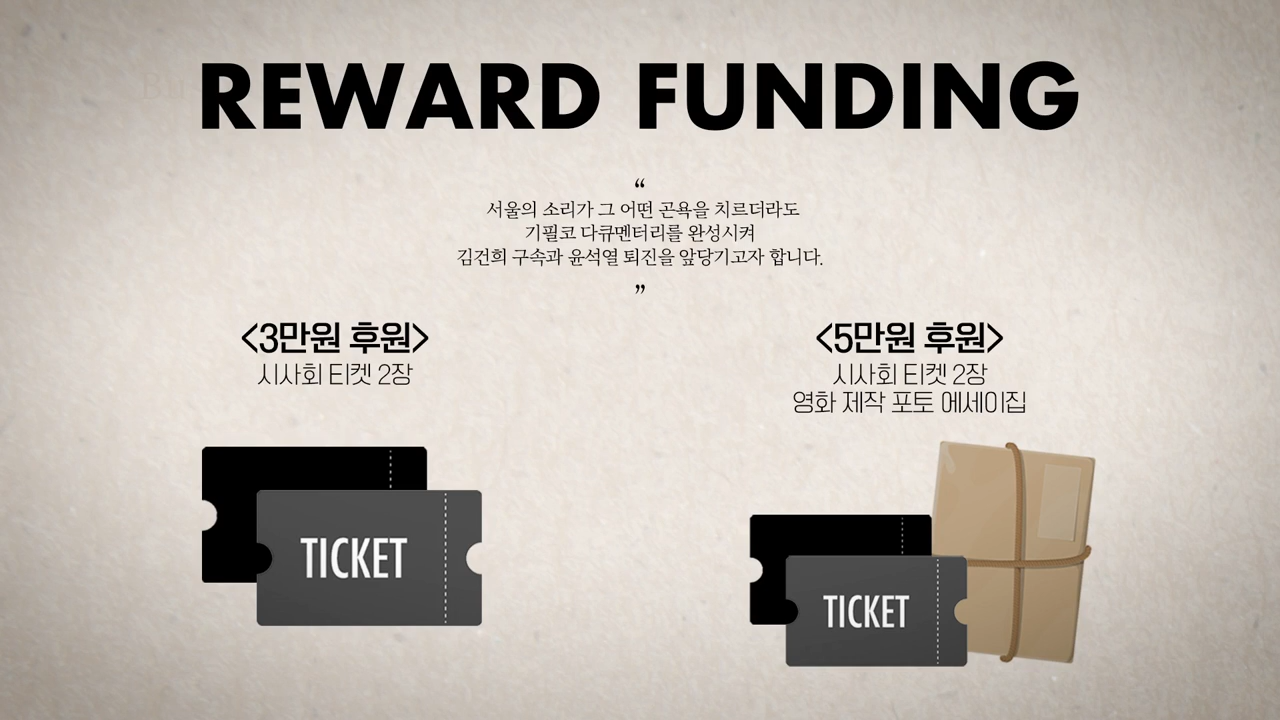 REWARD FUNDING
“
서울의 소리가 그 어떤 곤욕을 치르더라도
기필코 다큐멘터리를 완성시켜
김건희 구속과 윤석열 퇴진을 앞당기고자 합니다.
”
<3만원 후원>
시사회 티켓 2장
<5만원 후원>
시사회 티켓 2장
영화 제작 포토 에세이집
TICKET
TICKET